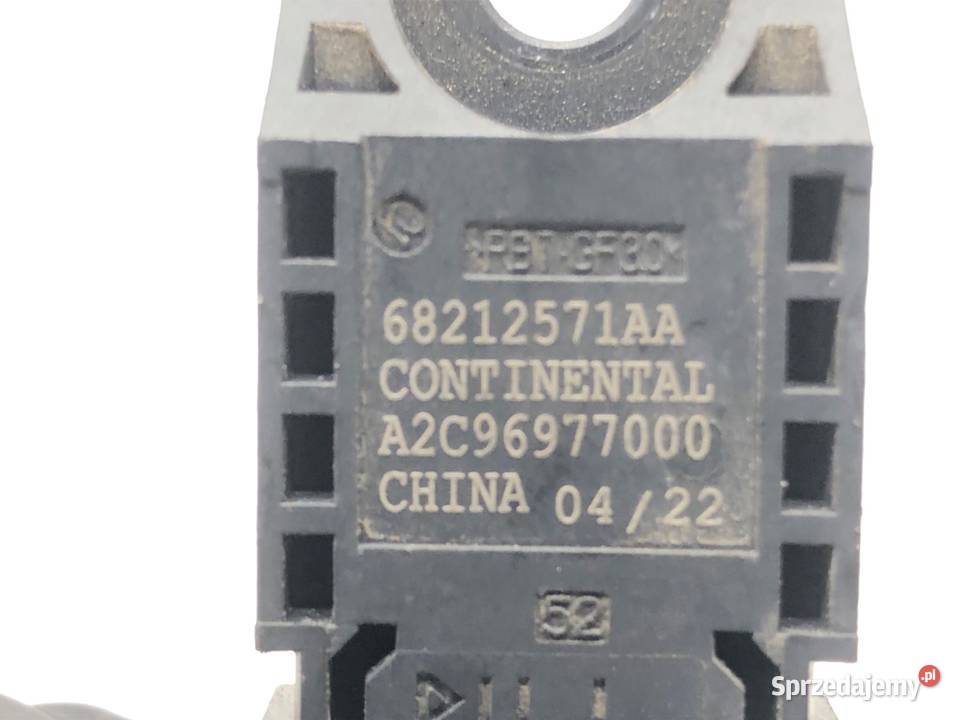 >PBT-GF30<
68212571AA
CONTINENTAL
A2C96977000
CHINA 04/22
52
Sprzedajemy.pl